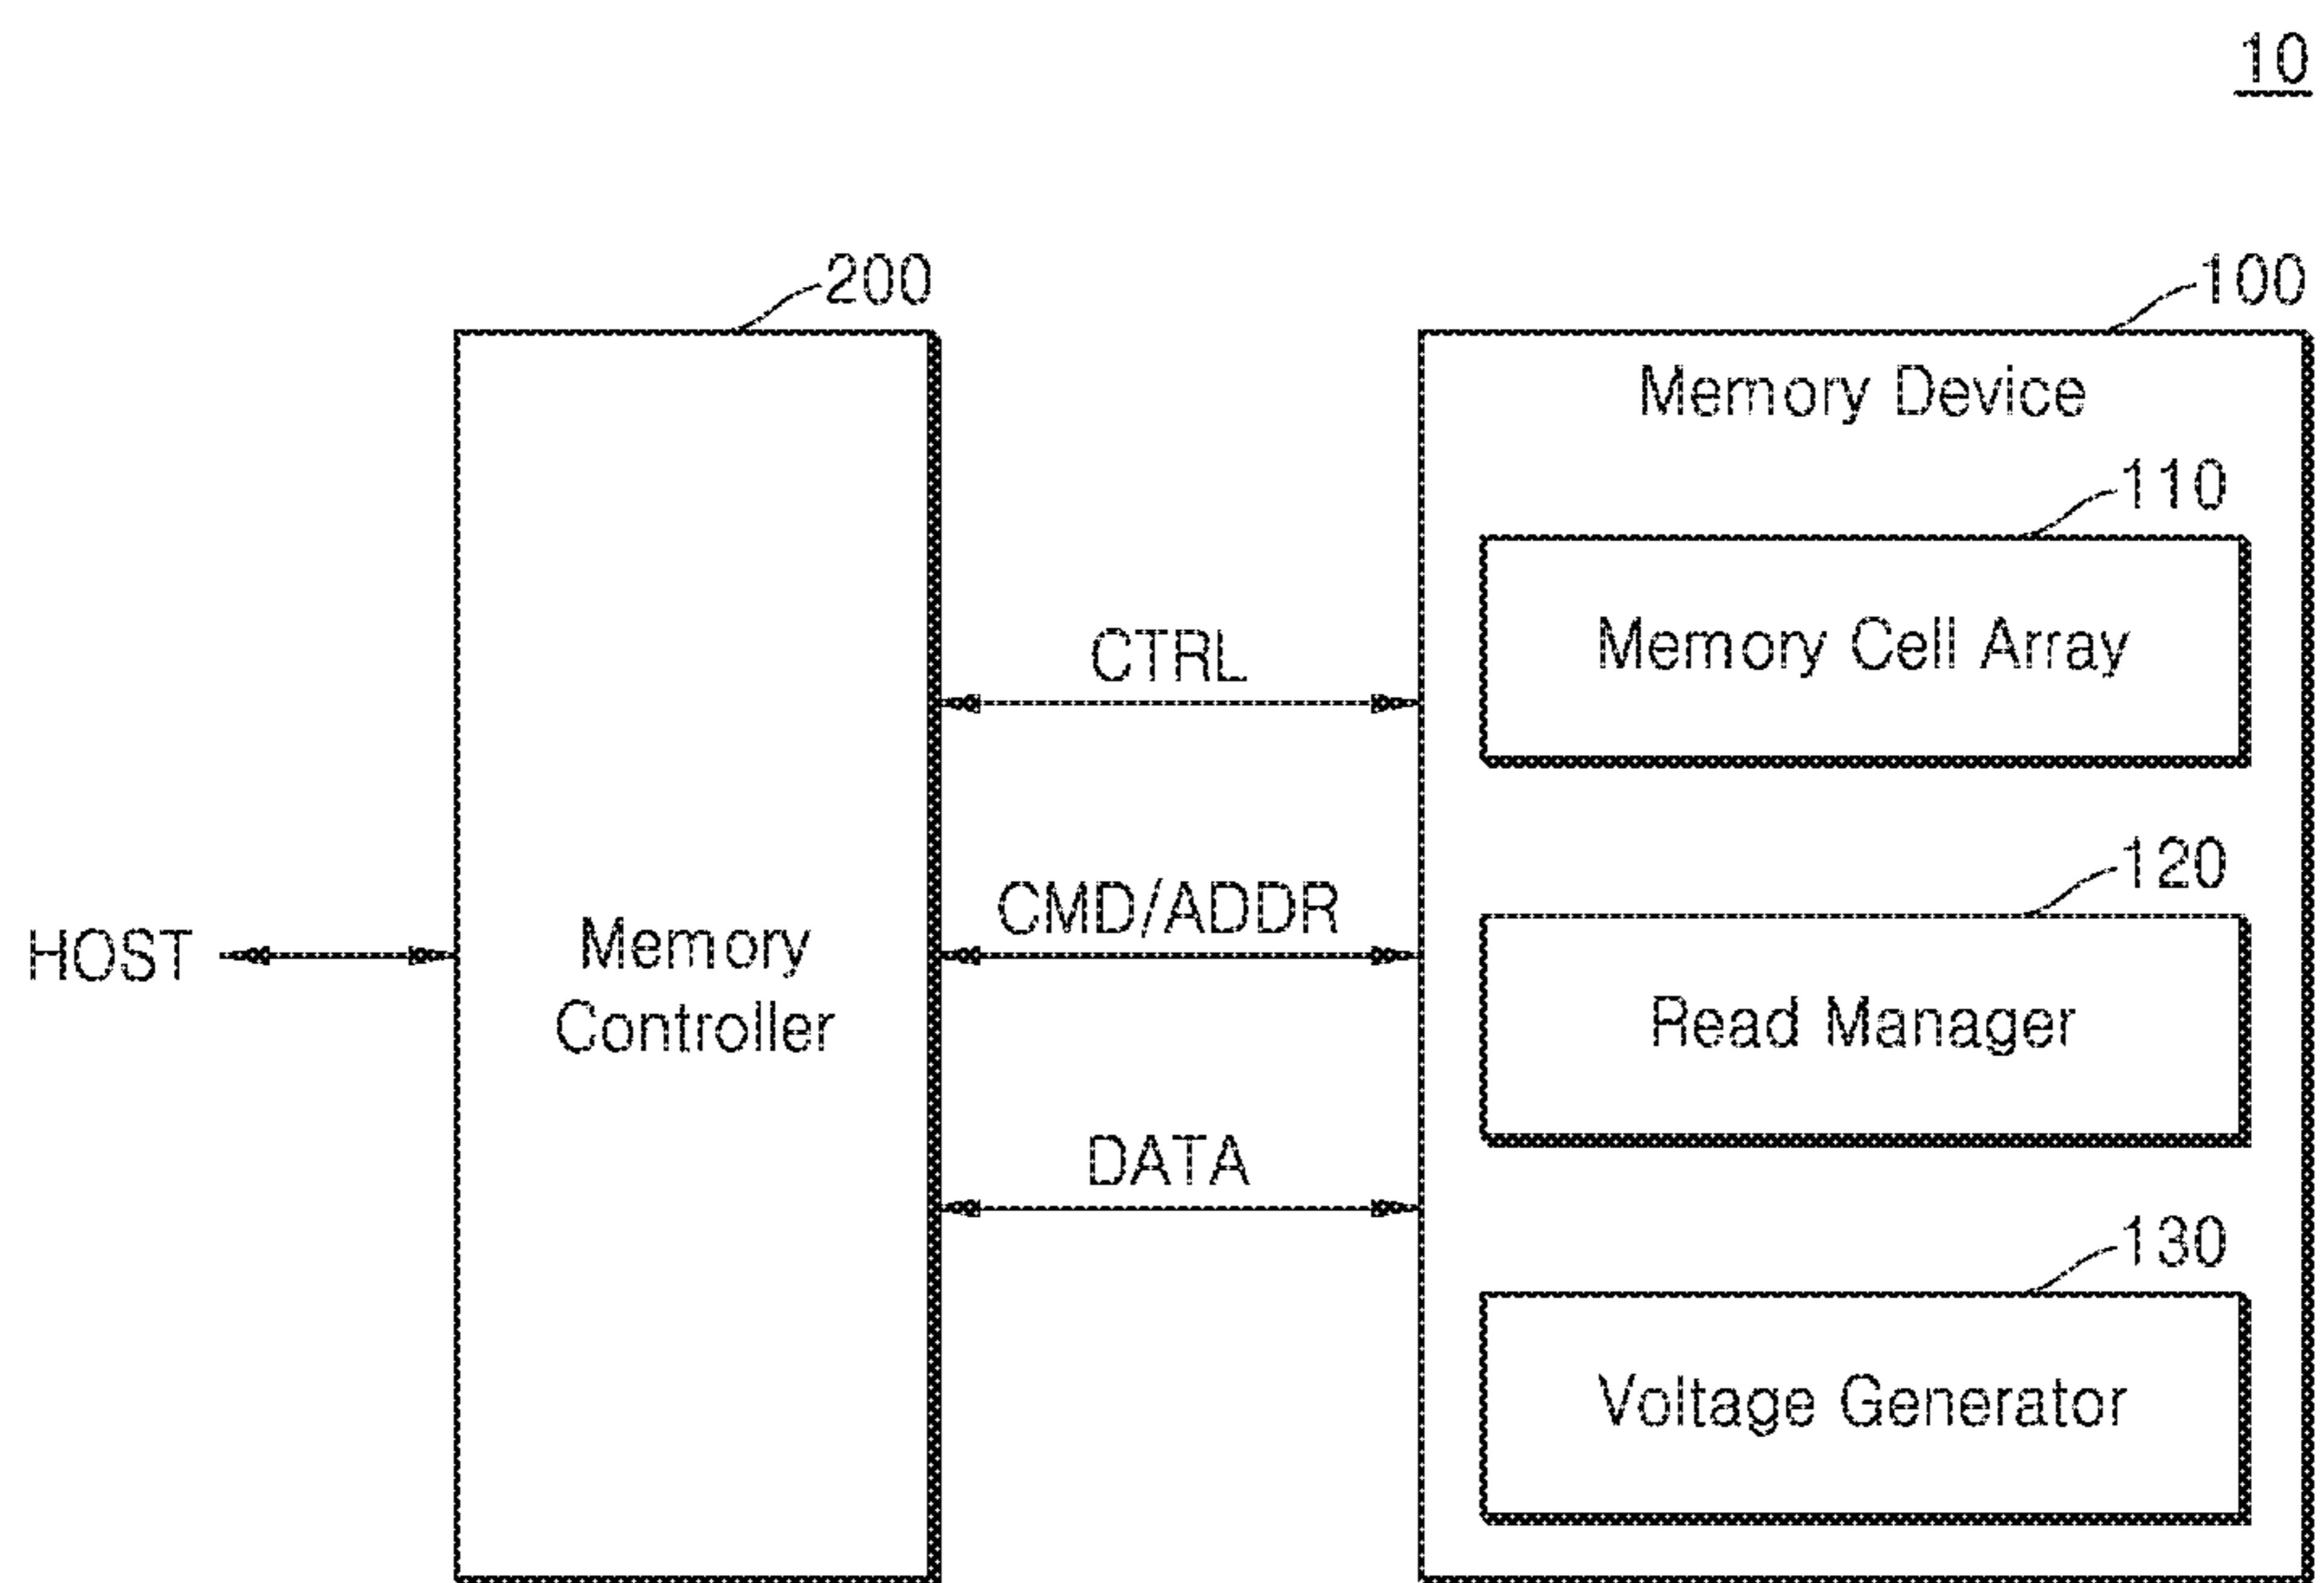 10
200
100
Memory Device
110
Memory Cell Array
CTRL
120
CMD/ADDR
HOST
Memory
Controller
Read Manager
DATA
130
Voltage Generator